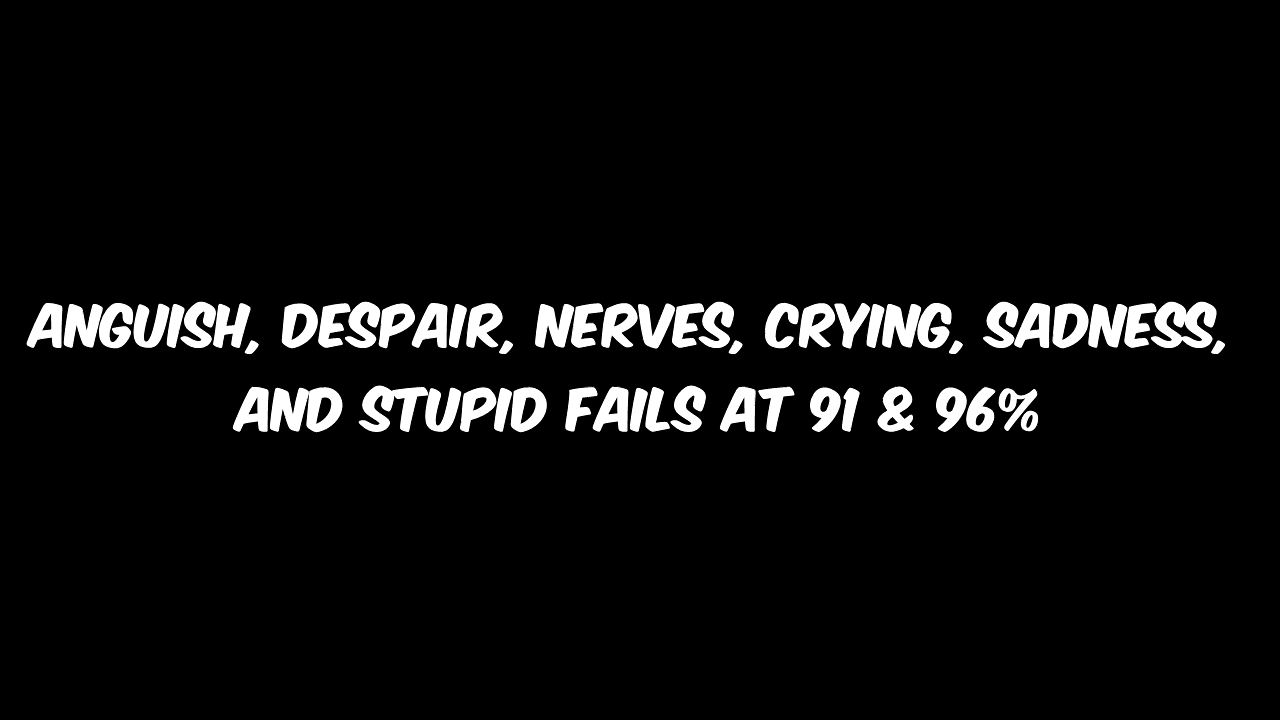 ANGUISH, DESPAIR, NERVES, CRYING, SADNESS,
AND STUPID FAILS AT 91 & 96%